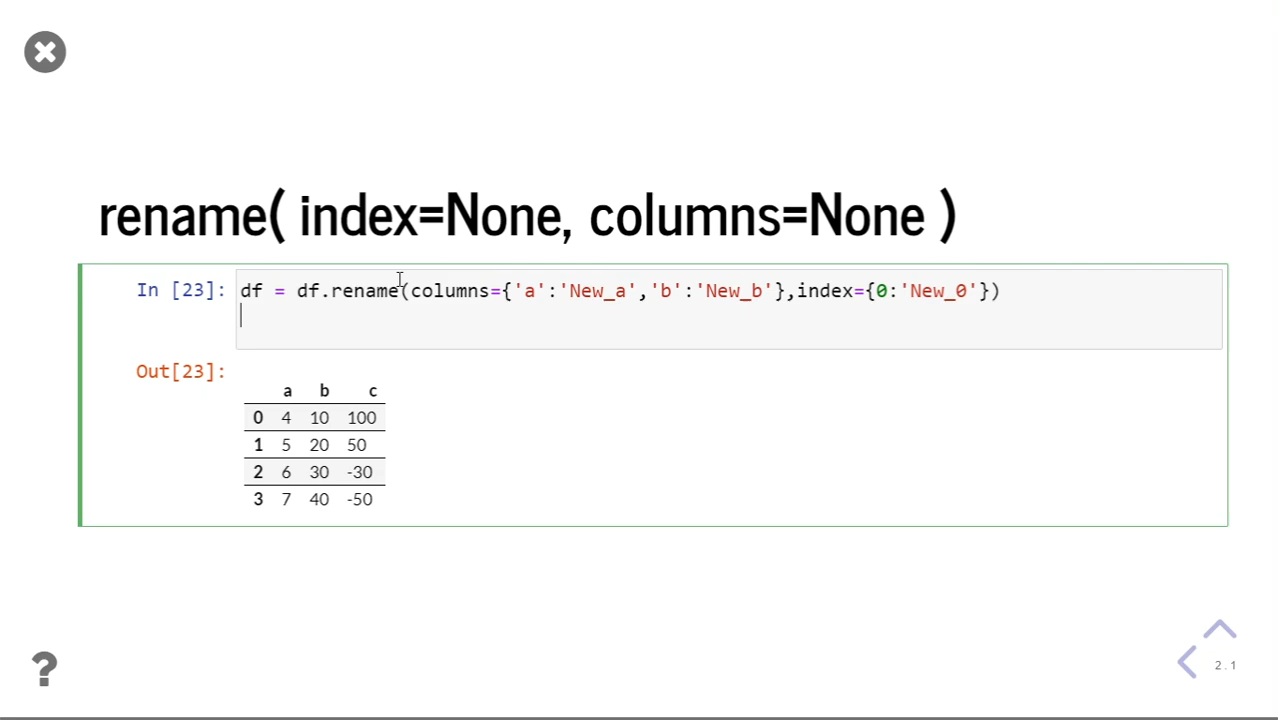 rename( index=None, columns=None )
In [23]: df = df.rename(columns={'a':'New_a','b':'New_b'},index={0:'New_0'})
Out[23]:
a b c
0 4 10 100
1 5 20 50
2 6 30 -30
3 7 40 -50
?
2.1